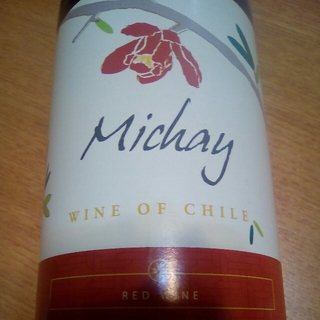 Michay
WINE OF CHILE
RED WINE